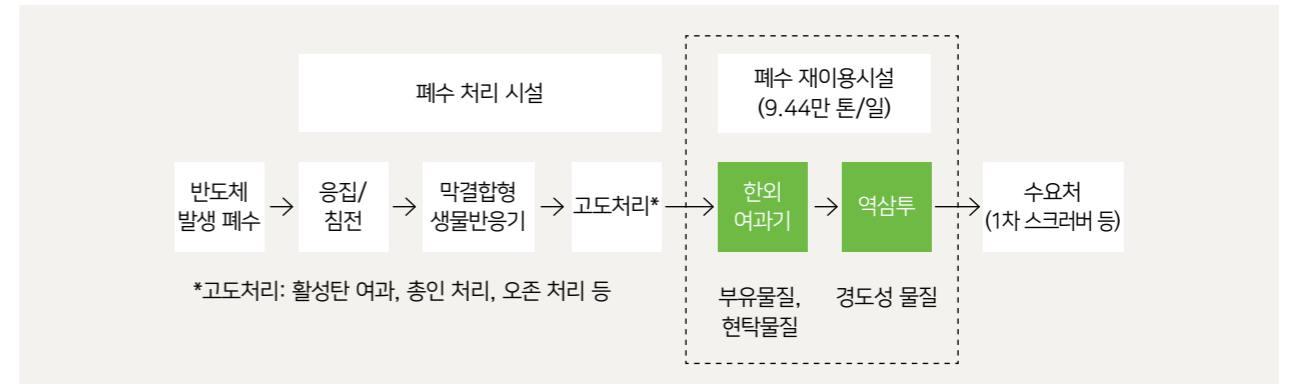 폐수 처리 시설
폐수 재이용시설
(9.44만 톤/일)
반도체
발생 폐수
응집/
침전
막결합형
생물반응기
고도처리*
한외
여과기
역삼투
수요처
(1차 스크러버 등)
*고도처리: 활성탄 여과, 총인 처리, 오존 처리 등
부유물질,
현탁물질
경도성 물질